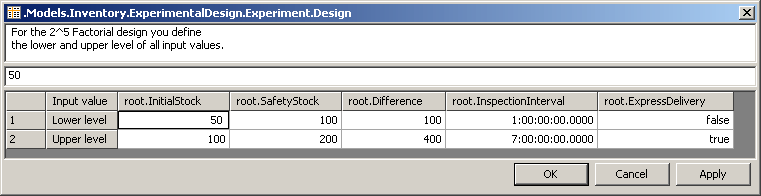 .Models.Inventory.ExperimentalDesign.Experiment.Design
For the 2^5 Factorial design you define
the lower and upper level of all input values.
50
Input value root.InitialStock root.SafetyStock root.Difference root.InspectionInterval root.ExpressDelivery
1 Lower level 50 100 100 1:00:00:00.0000 false
2 Upper level 100 200 400 7:00:00:00.0000 true
OK Cancel Apply